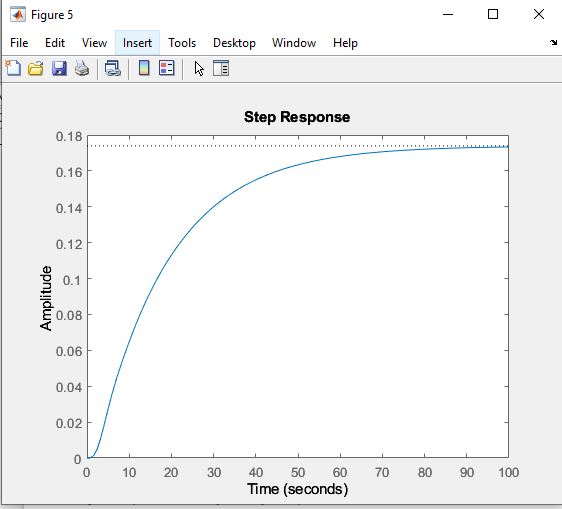 Figure 5
File Edit View Insert Tools Desktop Window Help
Step Response
0.18
0.16
0.14
0.12
0.1
0.08
0.06
0.04
0.02
0
Amplitude
0 10 20 30 40 50 60 70 80 90 100
Time (seconds)